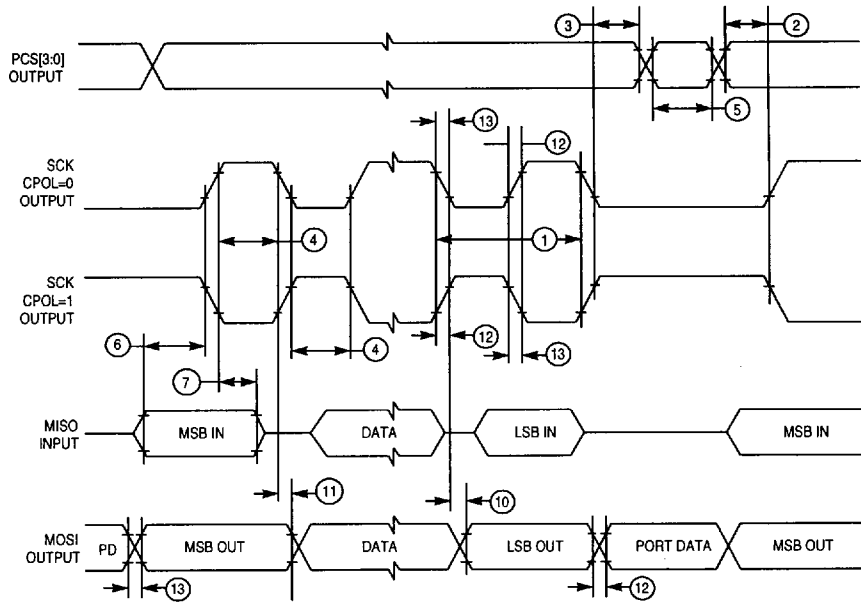 3
2
PCS[3:0]
OUTPUT
5
13
12
SCK
CPOL=0
OUTPUT
4
1
SCK
CPOL=1
OUTPUT
6
4
12
13
7
MISO
INPUT
MSB IN
DATA
LSB IN
MSB IN
11
10
MOSI
OUTPUT
PD
MSB OUT
DATA
LSB OUT
PORT DATA
MSB OUT
13
12